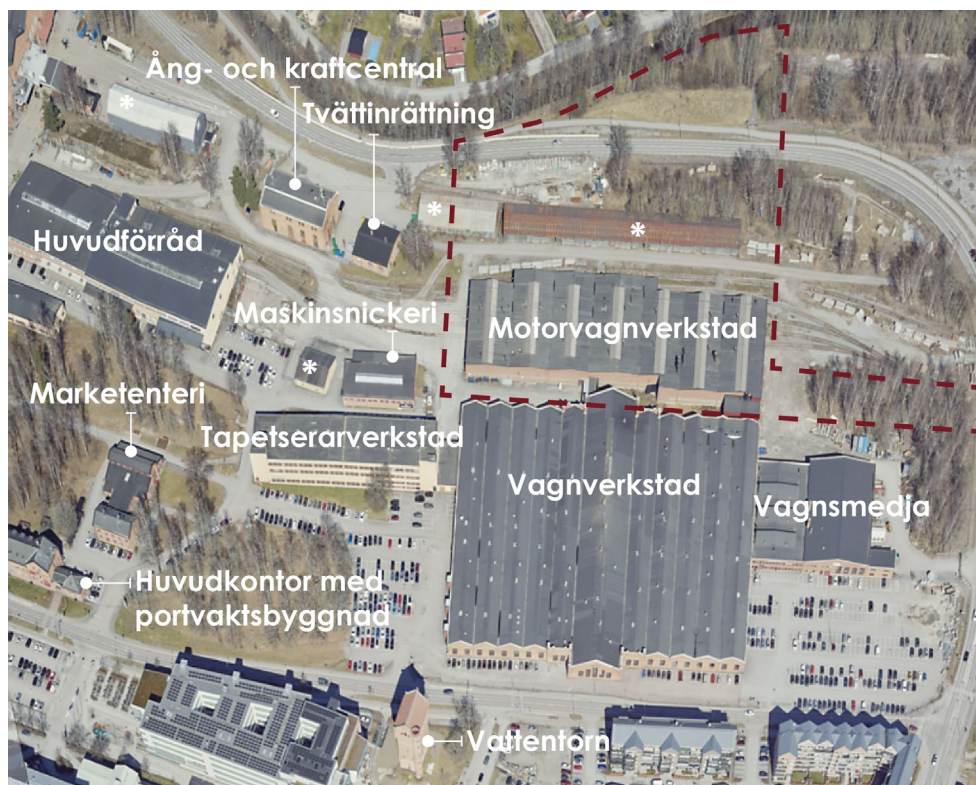 Ång- och kraftcentral
Tvättinrättning
*
*
*
Huvudförråd
Maskinsnickeri
Motorvagnverkstad
*
Marketenteri
Tapetserarverkstad
Vagnverkstad
Vagnsmedja
Huvudkontor med
portvaktsbyggnad
Vattentorn